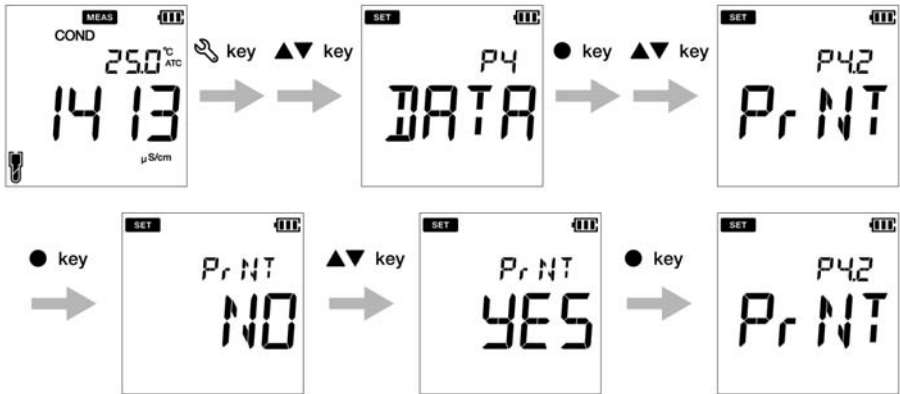 MEAS
COND
25.0 °C
ATC
1413
µS/cm
key
▲▼ key
SET
P4
DATA
● key
▲▼ key
SET
P4.2
PrNT
● key
SET
PrNT
NO
▲▼ key
SET
PrNT
YES
● key
SET
P4.2
PrNT